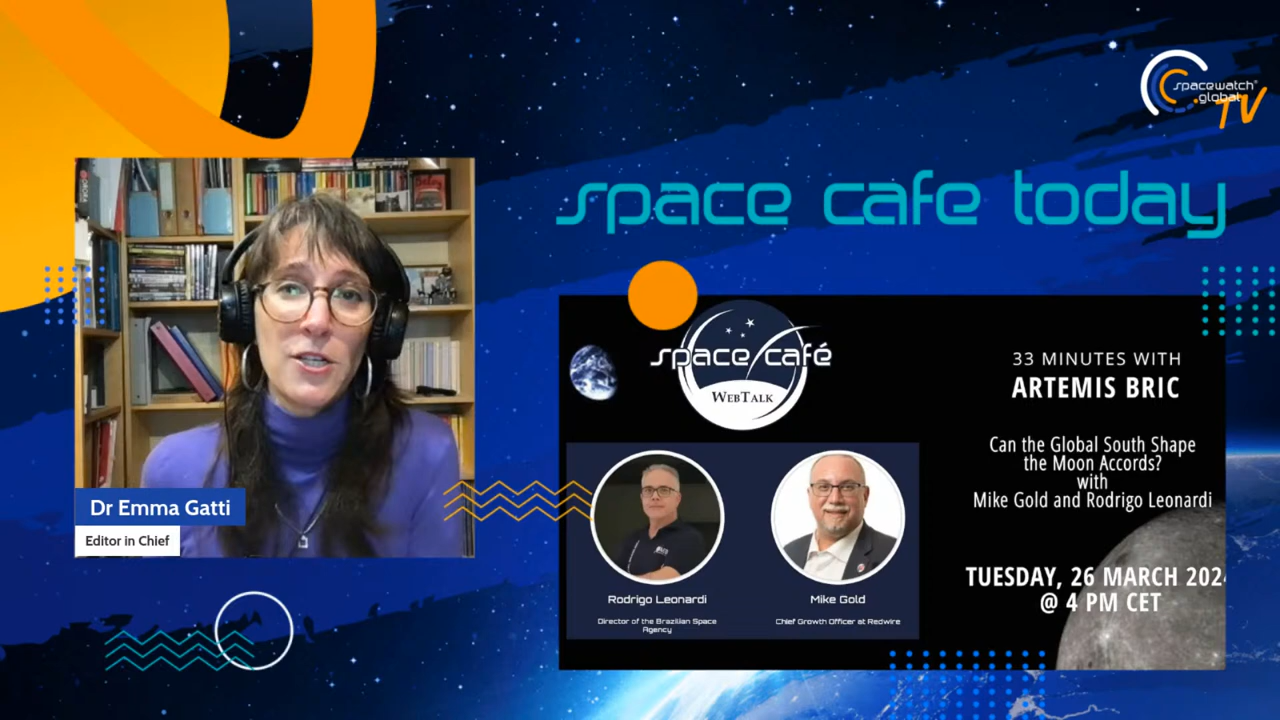 spacewatch®
global
TV
space cafe today
Dr Emma Gatti
Editor in Chief
space café
WebTalk
Rodrigo Leonardi
Director of the Brazilian Space
Agency
Mike Gold
Chief Growth Officer at Redwire
33 MINUTES WITH
ARTEMIS BRIC
Can the Global South Shape
the Moon Accords?
with
Mike Gold and Rodrigo Leonardi
TUESDAY, 26 MARCH 2024
@ 4 PM CET